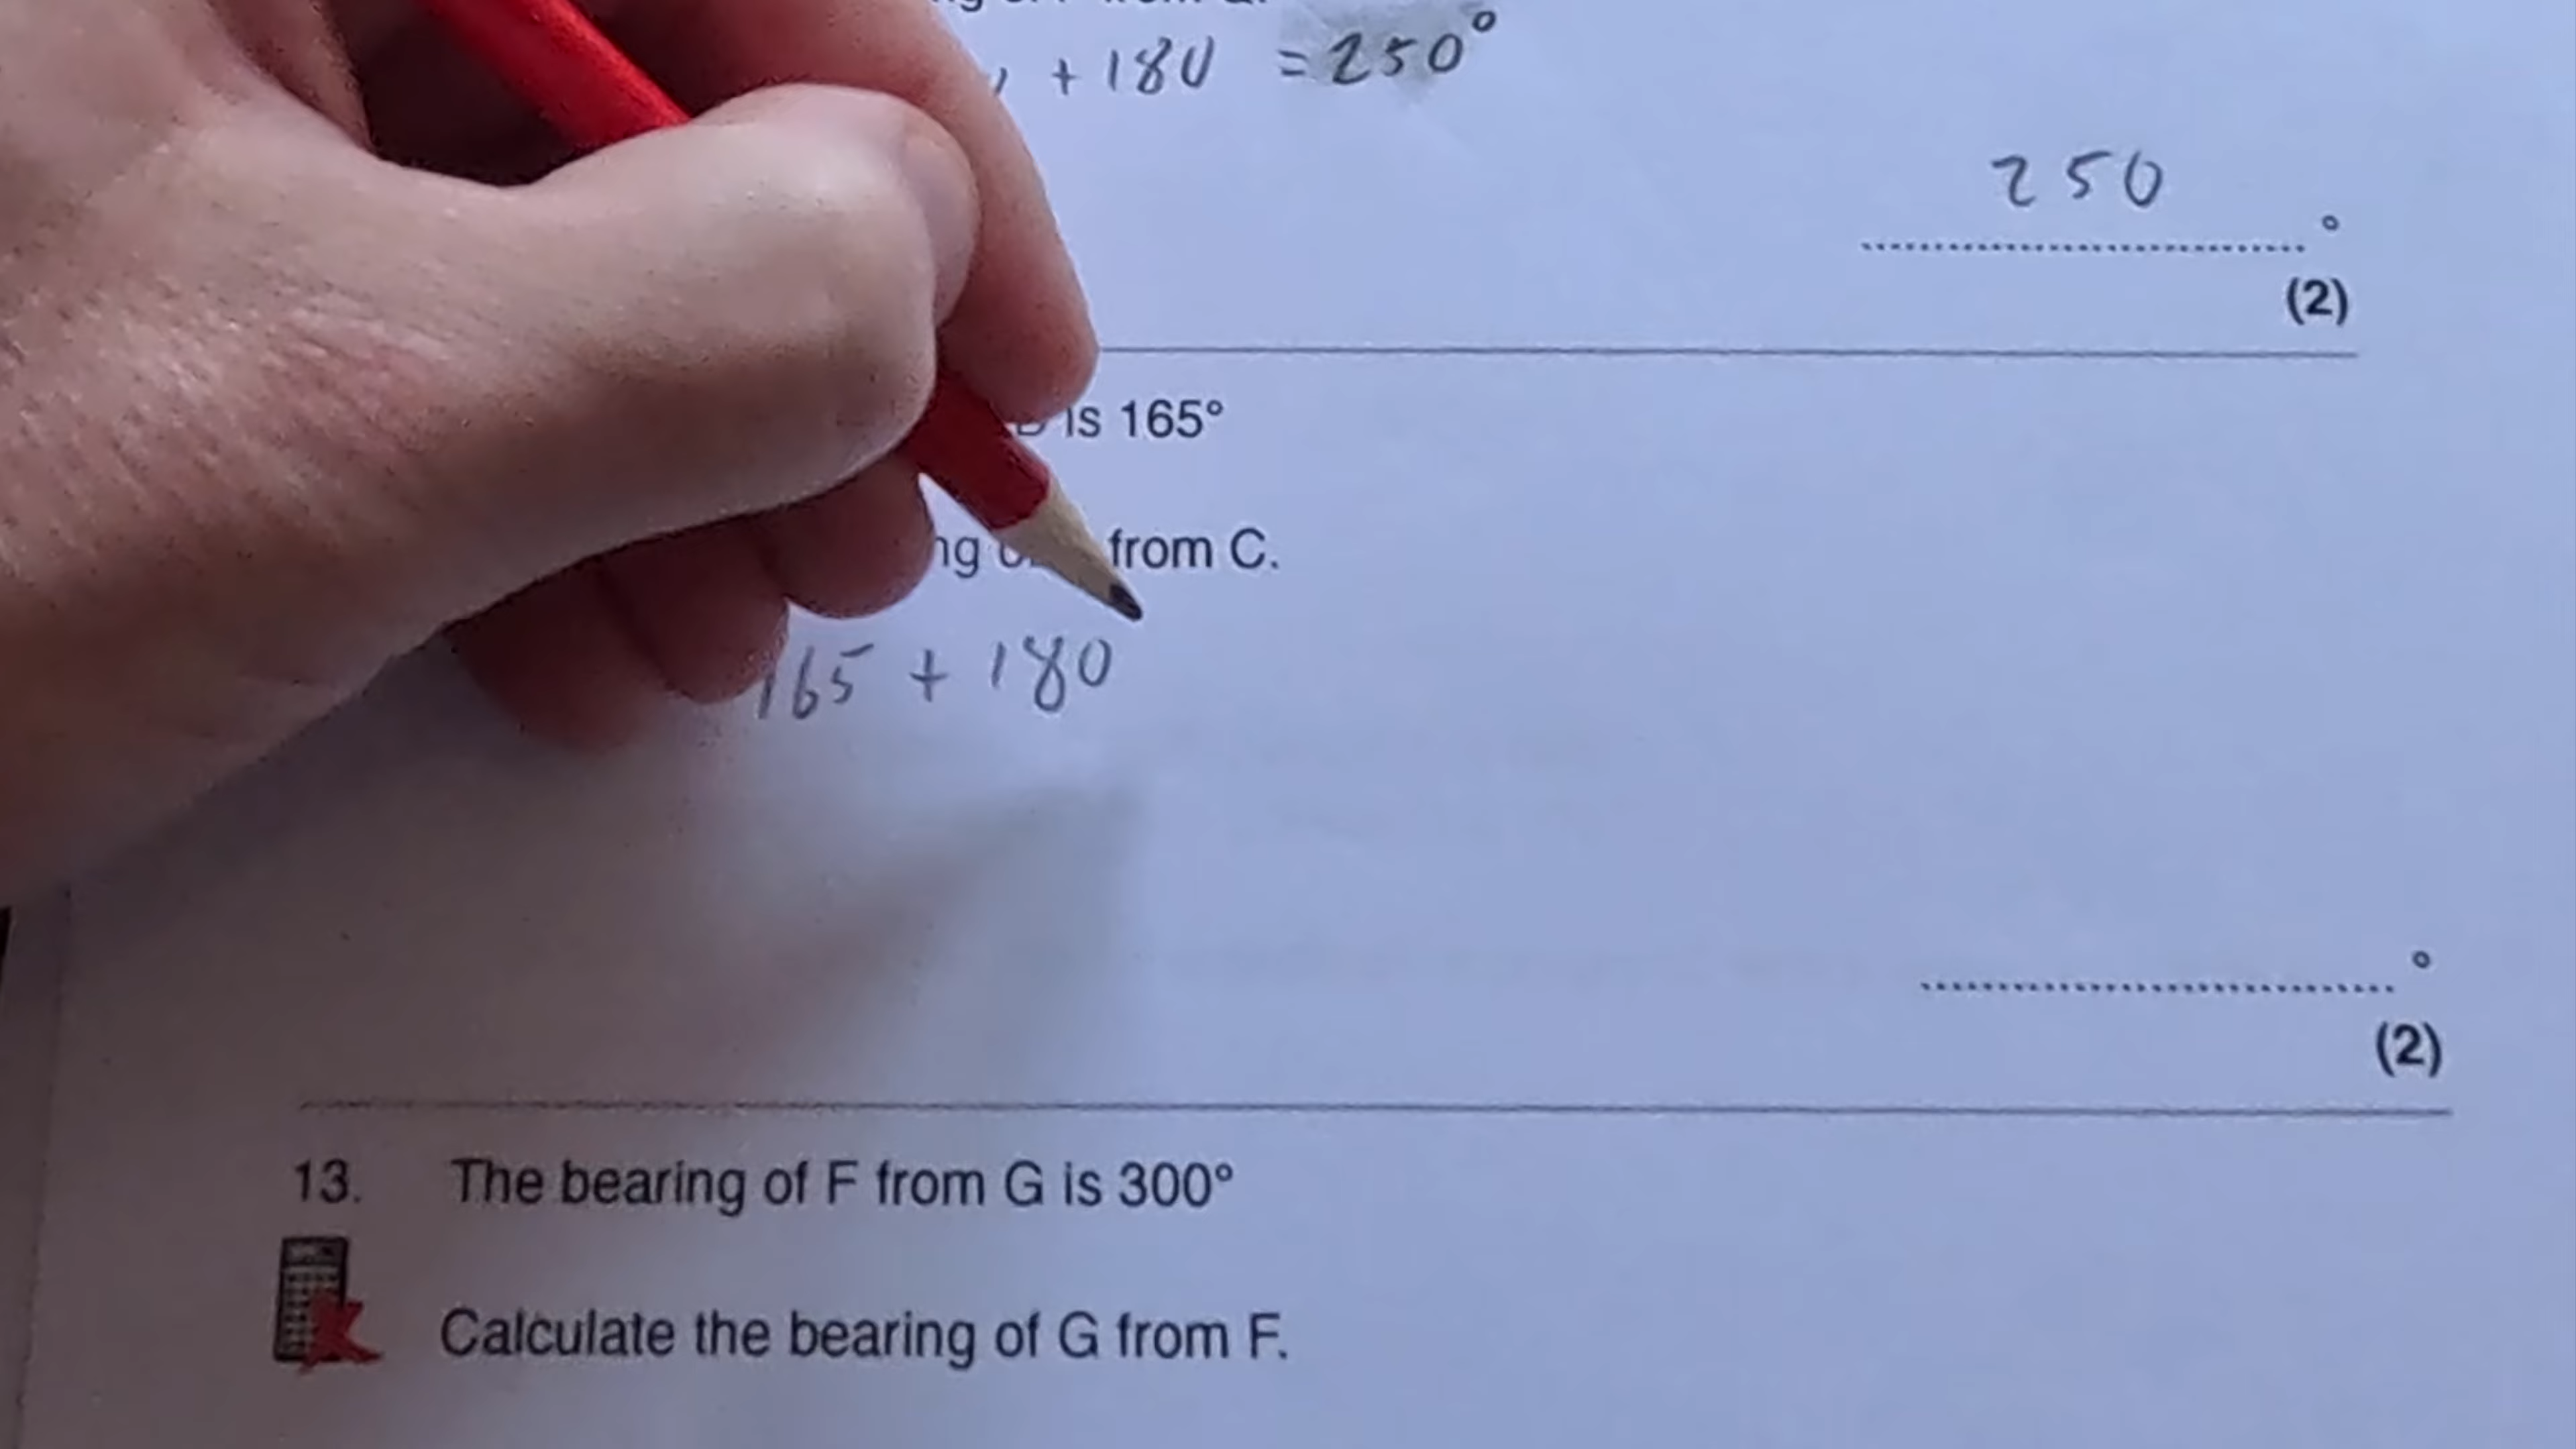 + 180 = 250°
250 °
(2)
is 165°
from C.
165 + 180
°
(2)
13. The bearing of F from G is 300°
Calculate the bearing of G from F.